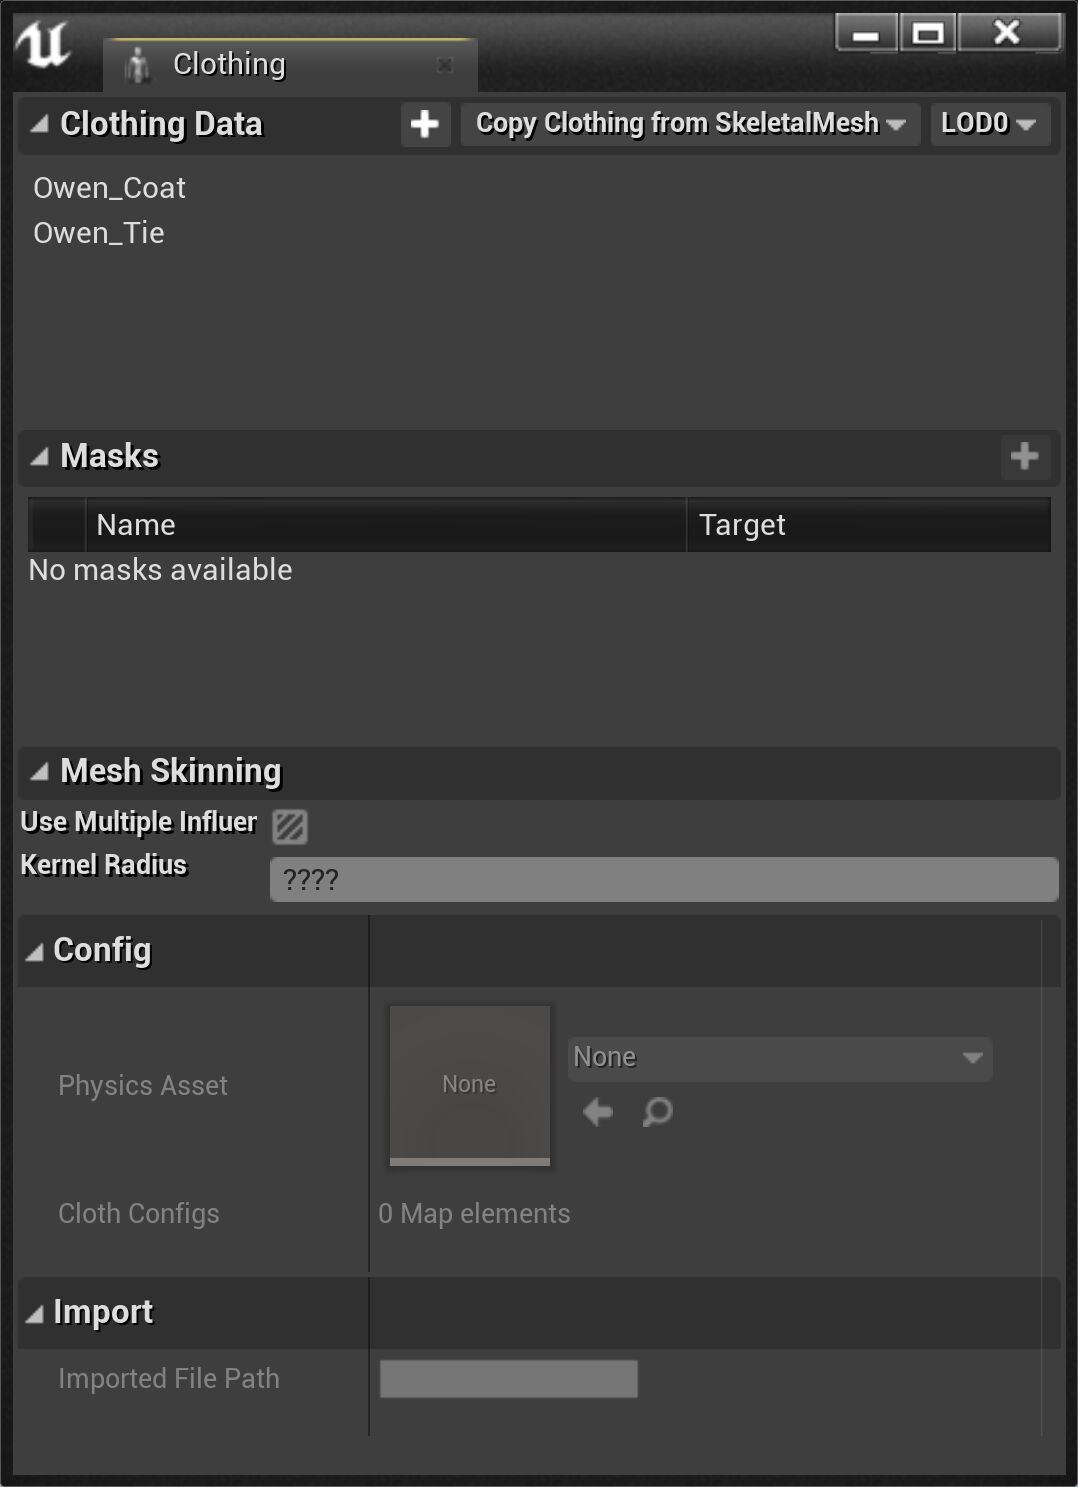 Clothing
Clothing Data
Copy Clothing from SkeletalMesh
LOD0
Owen_Coat
Owen_Tie
Masks
Name
Target
No masks available
Mesh Skinning
Use Multiple Influer
Kernel Radius
????
Config
Physics Asset
None
None
Cloth Configs
0 Map elements
Import
Imported File Path